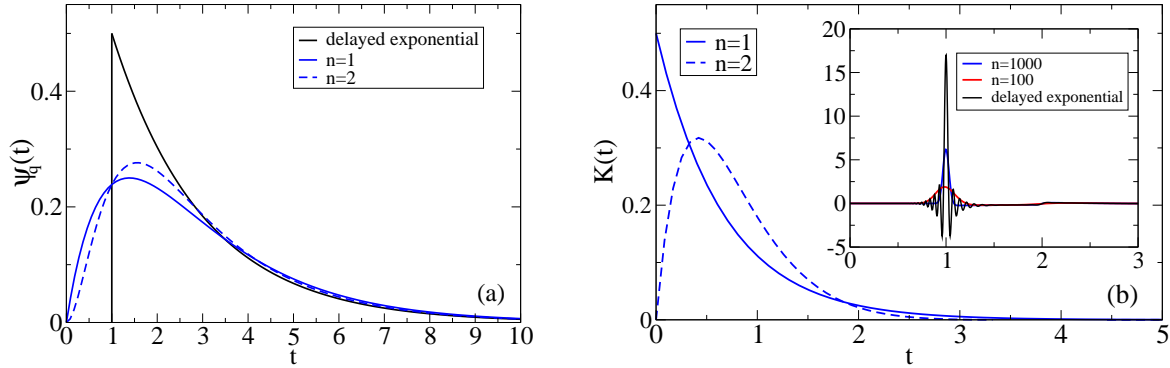 delayed exponential
n=1
n=2
0.4
0.2
0
Ψq(t)
0 1 2 3 4 5 6 7 8 9 10
t
(a)
n=1
n=2
0.4
0.2
0
K(t)
0 1 2 3 4 5
t
(b)
20
15
10
5
0
-5
0 1 2 3
n=1000
n=100
delayed exponential